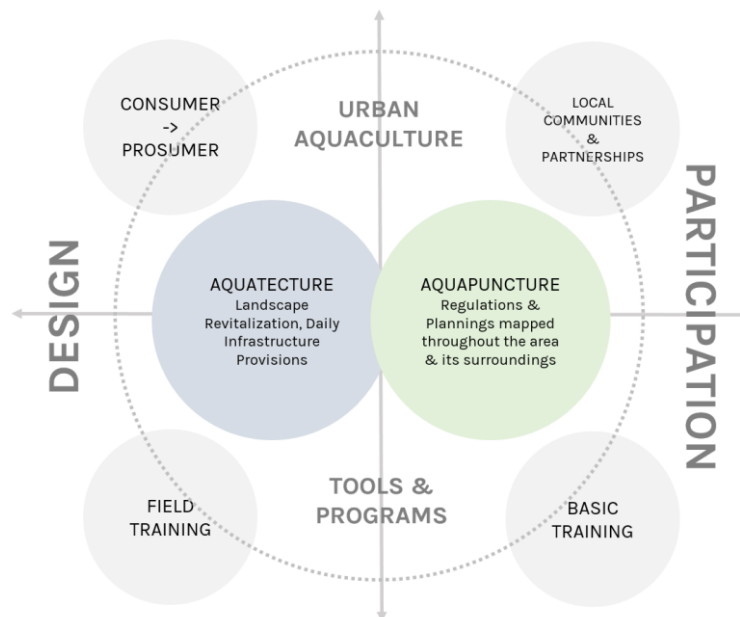 CONSUMER
->
PROSUMER
URBAN
AQUACULTURE
LOCAL
COMMUNITIES
&
PARTNERSHIPS
DESIGN
AQUATECTURE
Landscape
Revitalization, Daily
Infrastructure
Provisions
AQUAPUNCTURE
Regulations &
Plannings mapped
throughout the area
& its surroundings
PARTICIPATION
FIELD
TRAINING
TOOLS &
PROGRAMS
BASIC
TRAINING